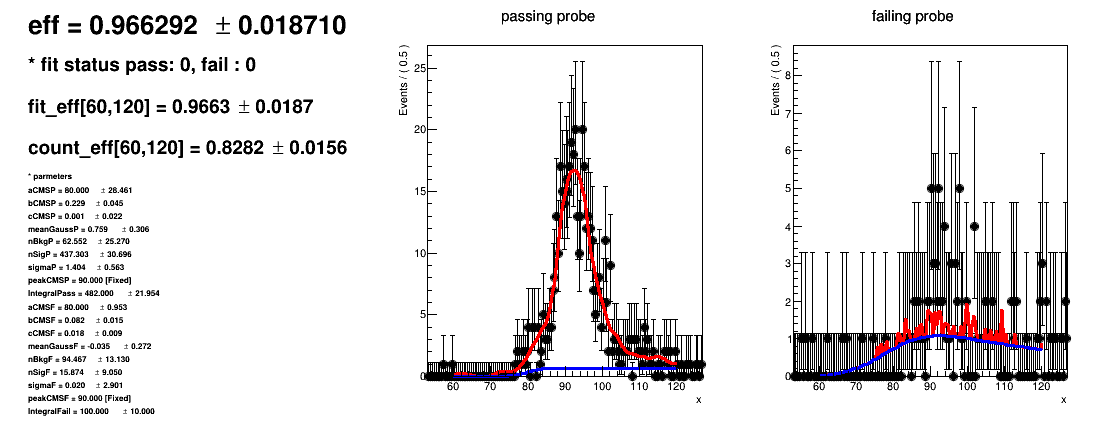 eff = 0.966292 ± 0.018710
* fit status pass: 0, fail : 0
fit_eff[60,120] = 0.9663 ± 0.0187
count_eff[60,120] = 0.8282 ± 0.0156
* parmeters
aCMSP = 80.000 ± 28.461
bCMSP = 0.229 ± 0.045
cCMSP = 0.001 ± 0.022
meanGaussP = 0.759 ± 0.306
nBkgP = 62.552 ± 25.270
nSigP = 437.303 ± 30.696
sigmaP = 1.404 ± 0.563
peakCMSP = 90.000 [Fixed]
IntegralPass = 482.000 ± 21.954
aCMSF = 80.000 ± 0.953
bCMSF = 0.082 ± 0.015
cCMSF = 0.018 ± 0.009
meanGaussF = -0.035 ± 0.272
nBkgF = 94.467 ± 13.130
nSigF = 15.874 ± 9.050
sigmaF = 0.020 ± 2.901
peakCMSF = 90.000 [Fixed]
IntegralFail = 100.000 ± 10.000
passing probe
Events / ( 0.5 )
25
20
15
10
5
0
60 70 80 90 100 110 120
x
failing probe
Events / ( 0.5 )
8
7
6
5
4
3
2
1
0
60 70 80 90 100 110 120
x